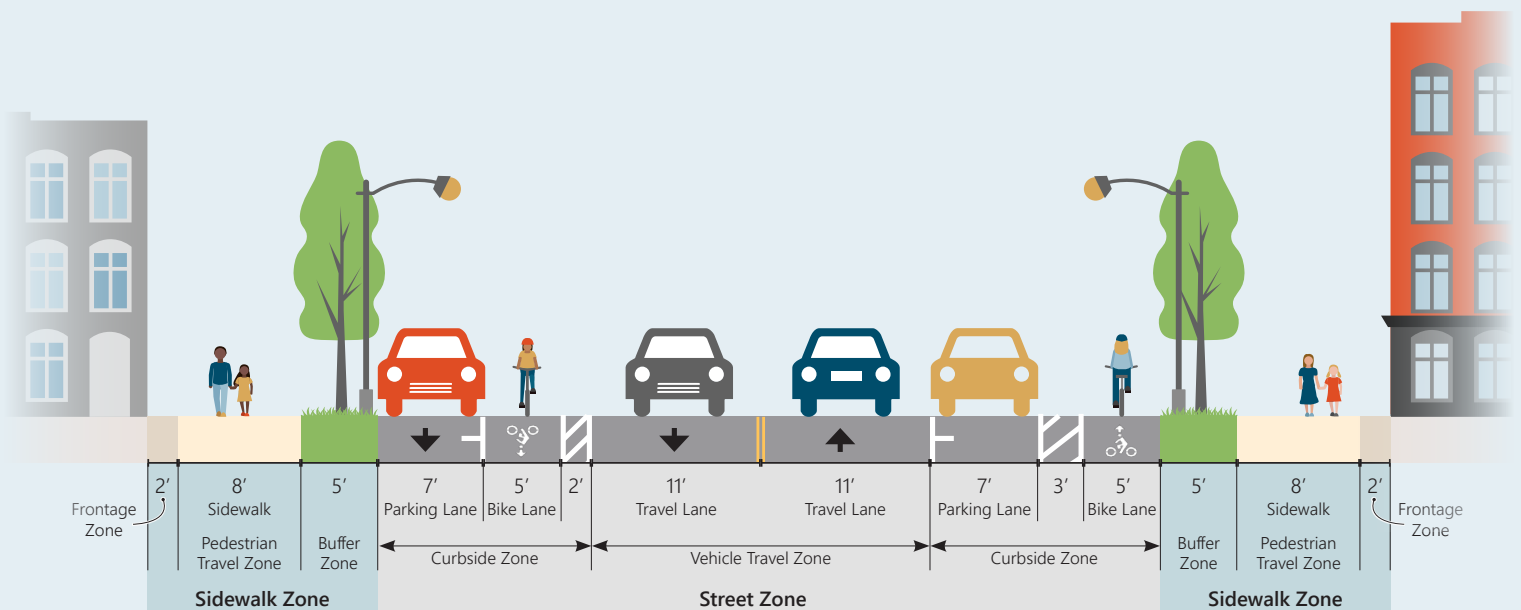 2’
8’
5’
7’
5’
2’
11’
11’
7’
3’
5’
5’
8’
2’
Frontage
Zone
Sidewalk
Parking Lane
Bike Lane
Travel Lane
Travel Lane
Parking Lane
Bike Lane
Sidewalk
Frontage
Zone
Pedestrian
Travel Zone
Buffer
Zone
Curbside Zone
Vehicle Travel Zone
Curbside Zone
Buffer
Zone
Pedestrian
Travel Zone
Sidewalk Zone
Street Zone
Sidewalk Zone